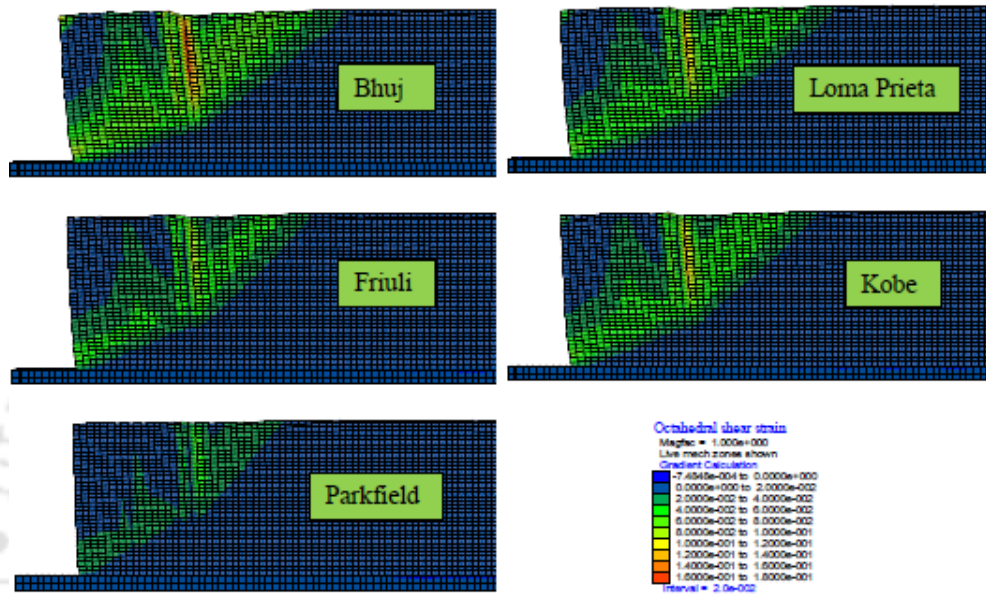 Bhuj
Loma Prieta
Friuli
Kobe
Parkfield
Octahedral shear strain
Magfac = 1.000e+000
Live mech zones shown
Gradient Calculation
-7.4848e-004 to 0.0000e+000
0.0000e+000 to 2.0000e-002
2.0000e-002 to 4.0000e-002
4.0000e-002 to 6.0000e-002
6.0000e-002 to 8.0000e-002
8.0000e-002 to 1.0000e-001
1.0000e-001 to 1.2000e-001
1.2000e-001 to 1.4000e-001
1.4000e-001 to 1.6000e-001
1.6000e-001 to 1.8000e-001
Interval = 2.0e-002